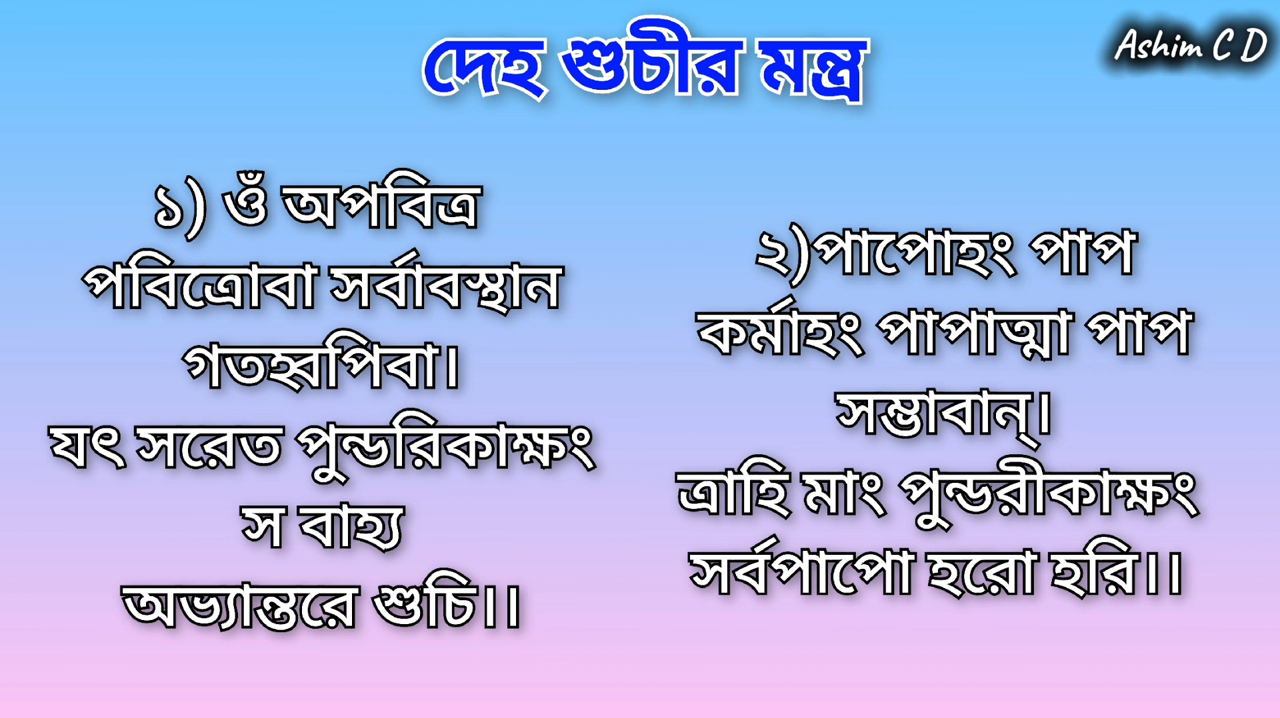 দেহ শুচীর মন্ত্র
Ashim C D
১) ওঁ অপবিত্র
পবিত্রোবা সর্বাবস্থান
গতহ্বপিবা।
যৎ সরেত পুন্ডরিকাক্ষং
স বাহ্য
অভ্যান্তরে শুচি।।
২)পাপোহং পাপ
কর্মাহং পাপাত্মা পাপ
সম্ভাবান্।
ত্রাহি মাং পুন্ডরীকাক্ষং
সর্বপাপো হরো হরি।।